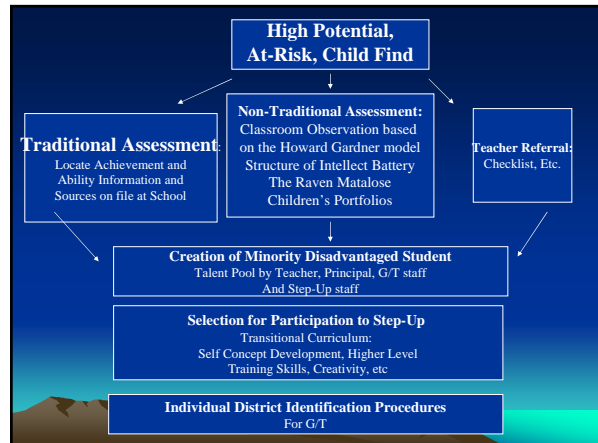 High Potential,
At-Risk, Child Find
Traditional Assessment:
Locate Achievement and
Ability Information and
Sources on file at School
Non-Traditional Assessment:
Classroom Observation based
on the Howard Gardner model
Structure of Intellect Battery
The Raven Matalose
Children's Portfolios
Teacher Referral:
Checklist, Etc.
Creation of Minority Disadvantaged Student
Talent Pool by Teacher, Principal, G/T staff
And Step-Up staff
Selection for Participation to Step-Up
Transitional Curriculum:
Self Concept Development, Higher Level
Training Skills, Creativity, etc
Individual District Identification Procedures
For G/T